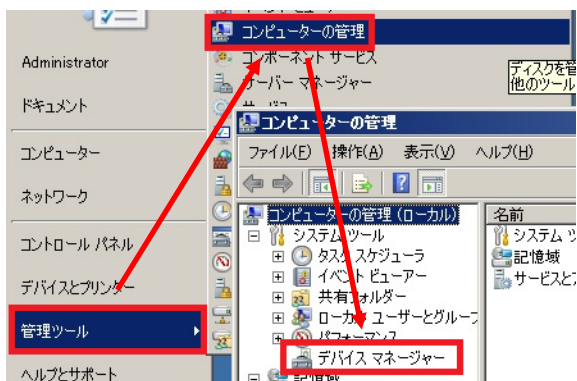 Administrator
ドキュメント
コンピューター
ネットワーク
コントロール パネル
デバイスとプリンター
管理ツール
ヘルプとサポート
コンピューターの管理
コンポーネント サービス
サーバー マネージャー
ディスクを管
他のツール
コンピューターの管理
ファイル(F) 操作(A) 表示(V) ヘルプ(H)
コンピューターの管理 (ローカル)
システム ツール
タスク スケジューラ
イベント ビューアー
共有フォルダー
ローカル ユーザーとグルー
パフォーマンス
デバイス マネージャー
記憶域
名前
システム ツ
記憶域
サービスとア